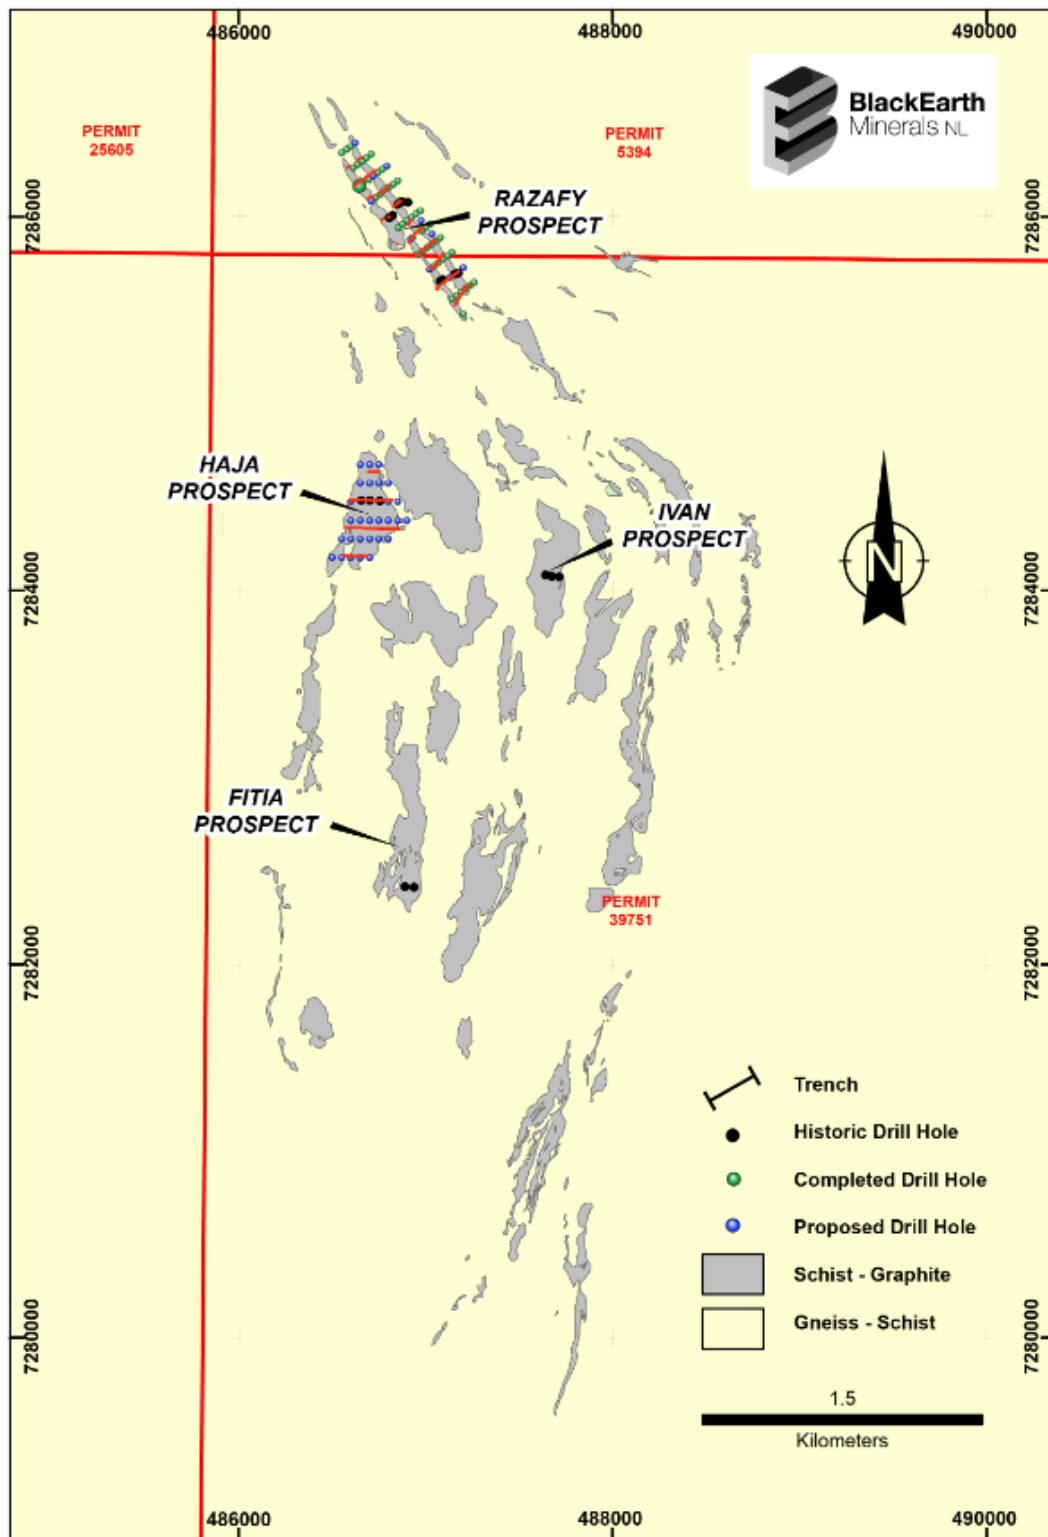 486000
488000
490000
BlackEarth
Minerals NL
PERMIT
25605
PERMIT
5394
RAZAFY
PROSPECT
7286000
7286000
HAJA
PROSPECT
IVAN
PROSPECT
N
7284000
7284000
FITIA
PROSPECT
PERMIT
39751
7282000
7282000
Trench
Historic Drill Hole
Completed Drill Hole
Proposed Drill Hole
Schist - Graphite
Gneiss - Schist
7280000
7280000
1.5
Kilometers
486000
488000
490000